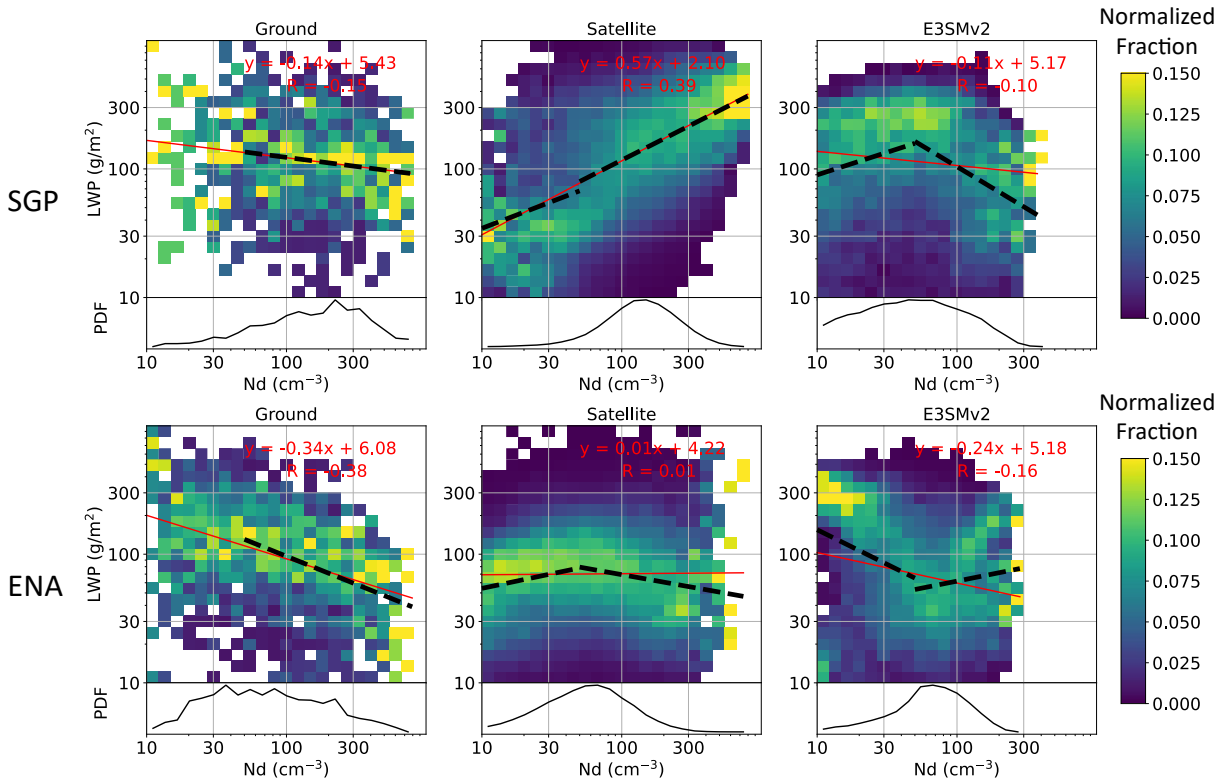 Ground
Satellite
E3SMv2
Normalized
Fraction
SGP
LWP (g/m²)
300
100
30
10
y = -0.14x + 5.43
R = -0.15
y = 0.57x + 2.10
R = 0.39
y = -0.11x + 5.17
R = -0.10
0.150
0.125
0.100
0.075
0.050
0.025
0.000
PDF
10 30 100 300
Nd (cm⁻³)
10 30 100 300
Nd (cm⁻³)
10 30 100 300
Nd (cm⁻³)
Ground
Satellite
E3SMv2
Normalized
Fraction
ENA
LWP (g/m²)
300
100
30
10
y = -0.34x + 6.08
R = -0.38
y = 0.01x + 4.22
R = 0.01
y = -0.24x + 5.18
R = -0.16
0.150
0.125
0.100
0.075
0.050
0.025
0.000
PDF
10 30 100 300
Nd (cm⁻³)
10 30 100 300
Nd (cm⁻³)
10 30 100 300
Nd (cm⁻³)
300
100
30
10
300
100
30
10
300
100
30
10
300
100
30
10